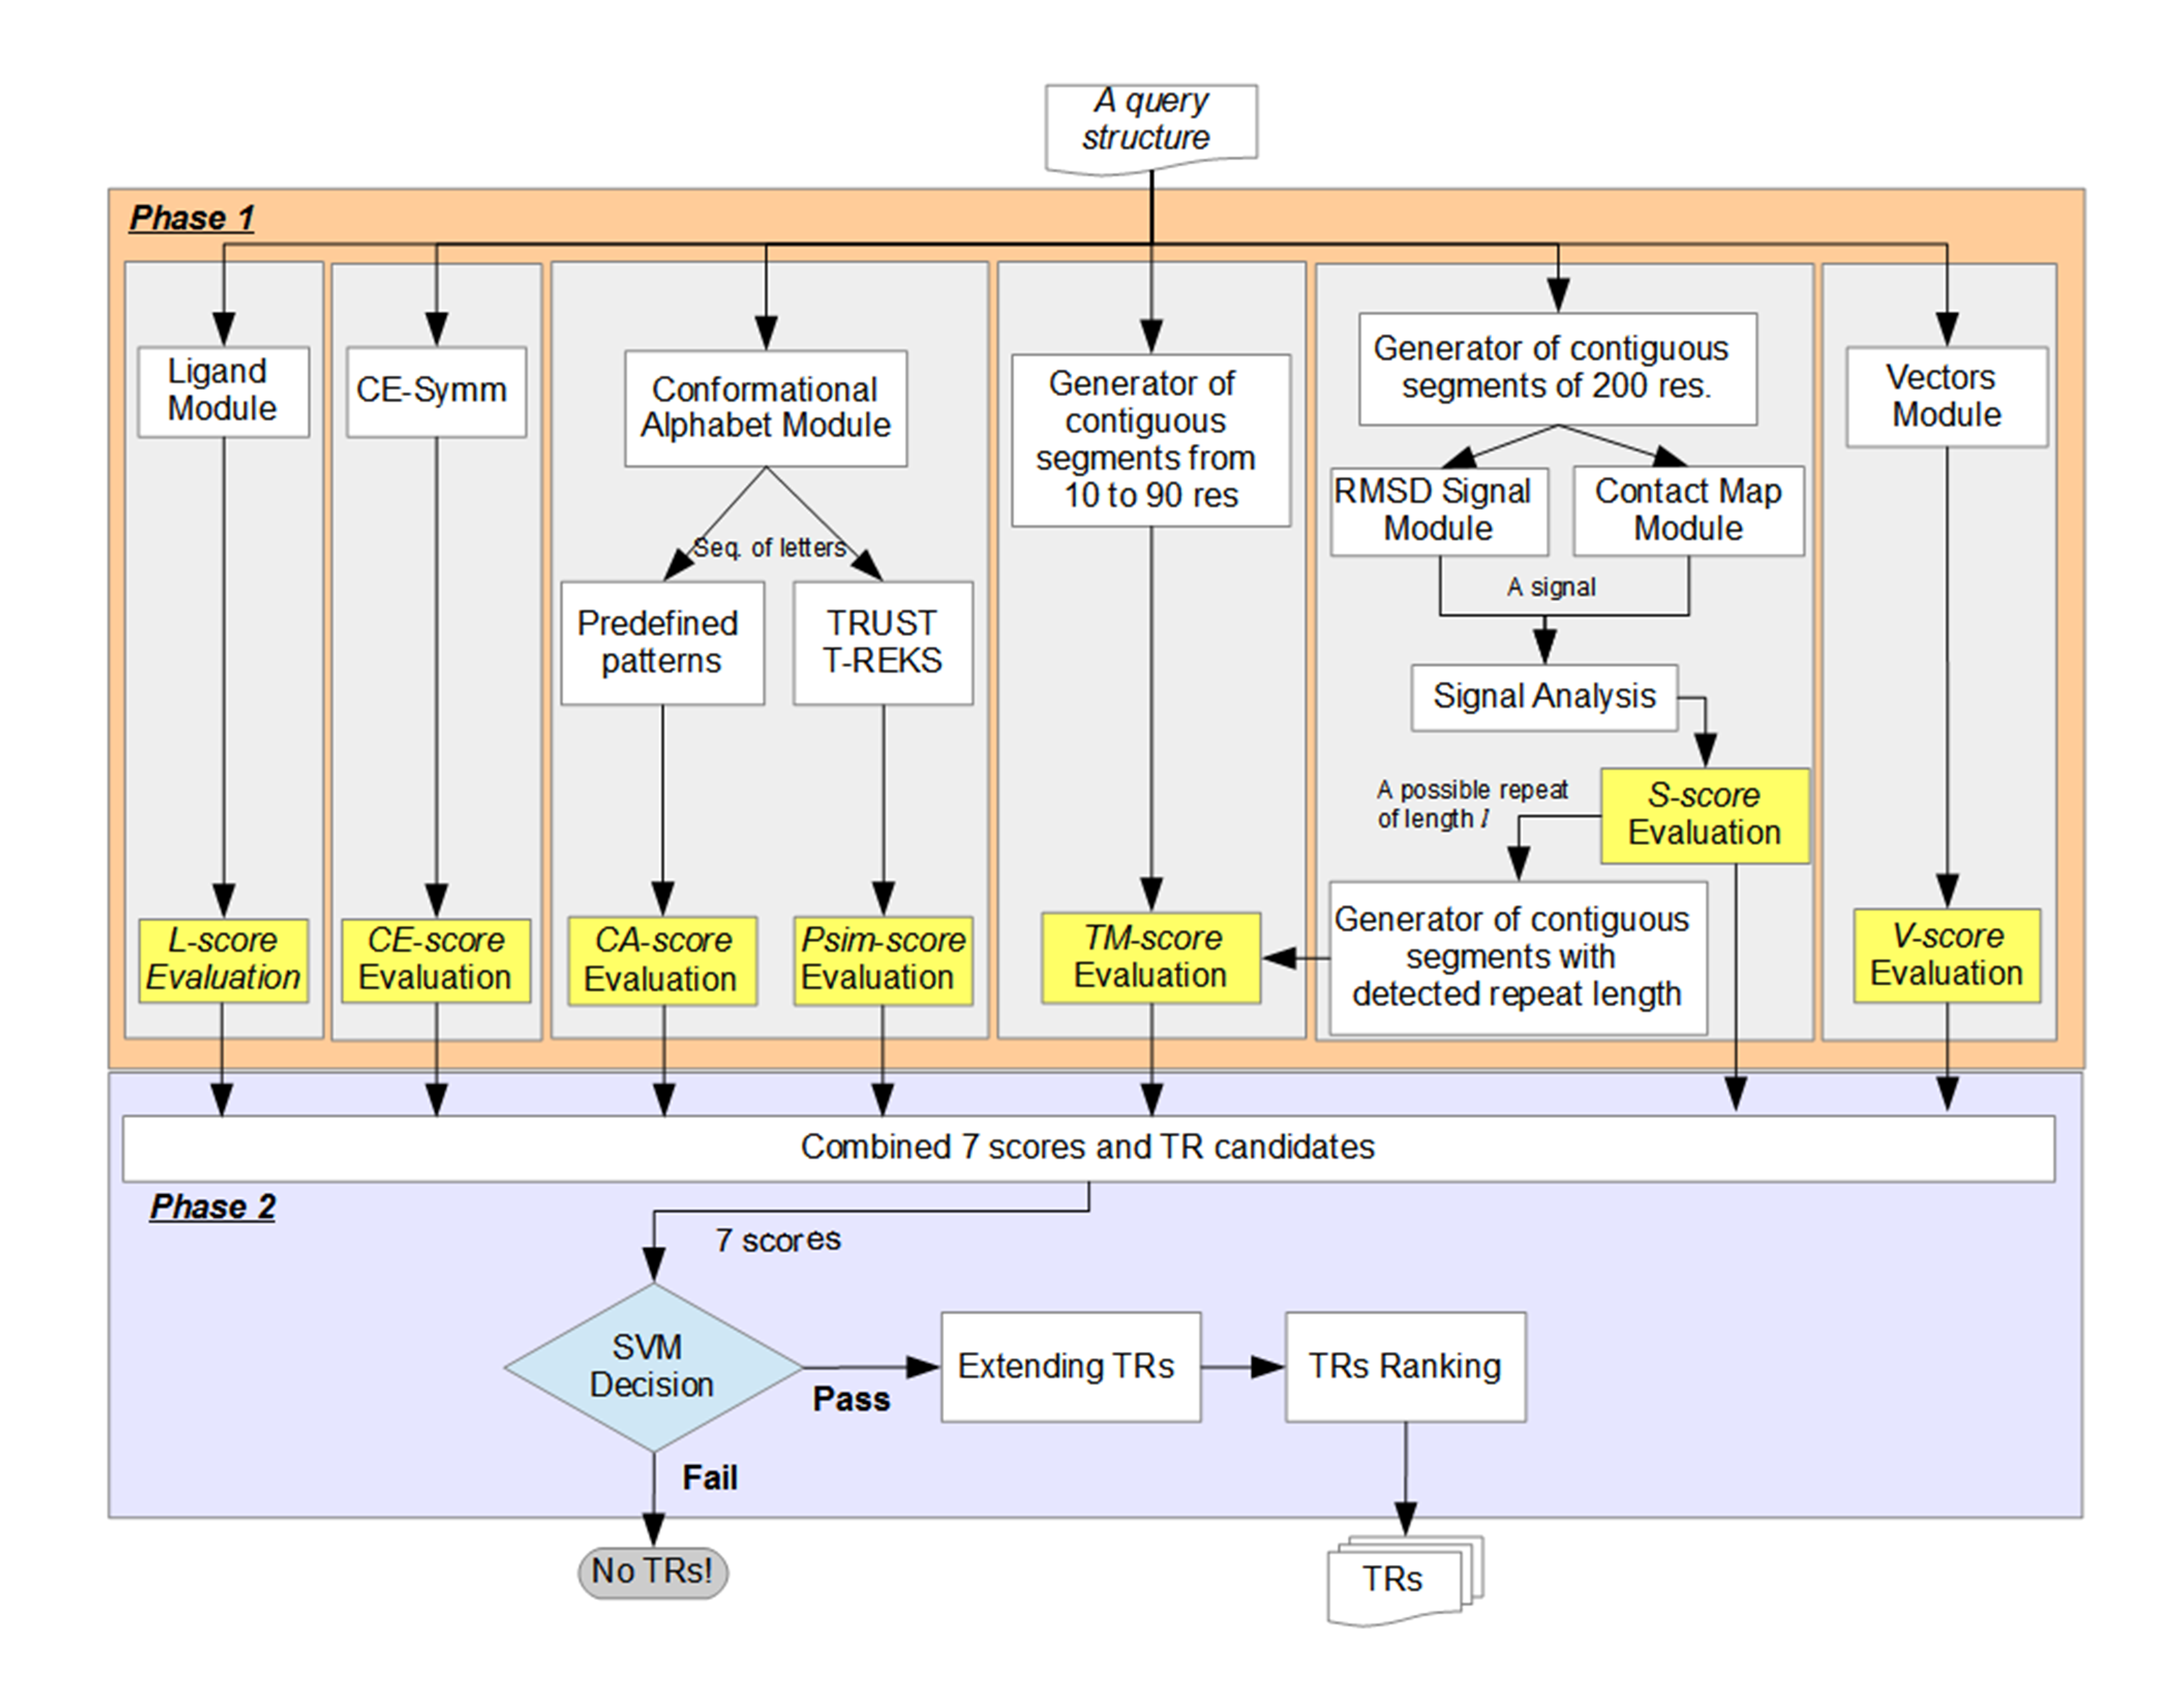 A query
structure
Phase 1
Ligand
Module
CE-Symm
Conformational
Alphabet Module
Seq. of letters
Predefined
patterns
TRUST
T-REKS
Generator of
contiguous
segments from
10 to 90 res
Generator of contiguous
segments of 200 res.
RMSD Signal
Module
Contact Map
Module
A signal
Signal Analysis
A possible repeat
of length l
S-score
Evaluation
Generator of contiguous
segments with
detected repeat length
Vectors
Module
L-score
Evaluation
CE-score
Evaluation
CA-score
Evaluation
Psim-score
Evaluation
TM-score
Evaluation
V-score
Evaluation
Combined 7 scores and TR candidates
Phase 2
7 scores
SVM
Decision
Pass
Extending TRs
TRs Ranking
Fail
No TRs!
TRs